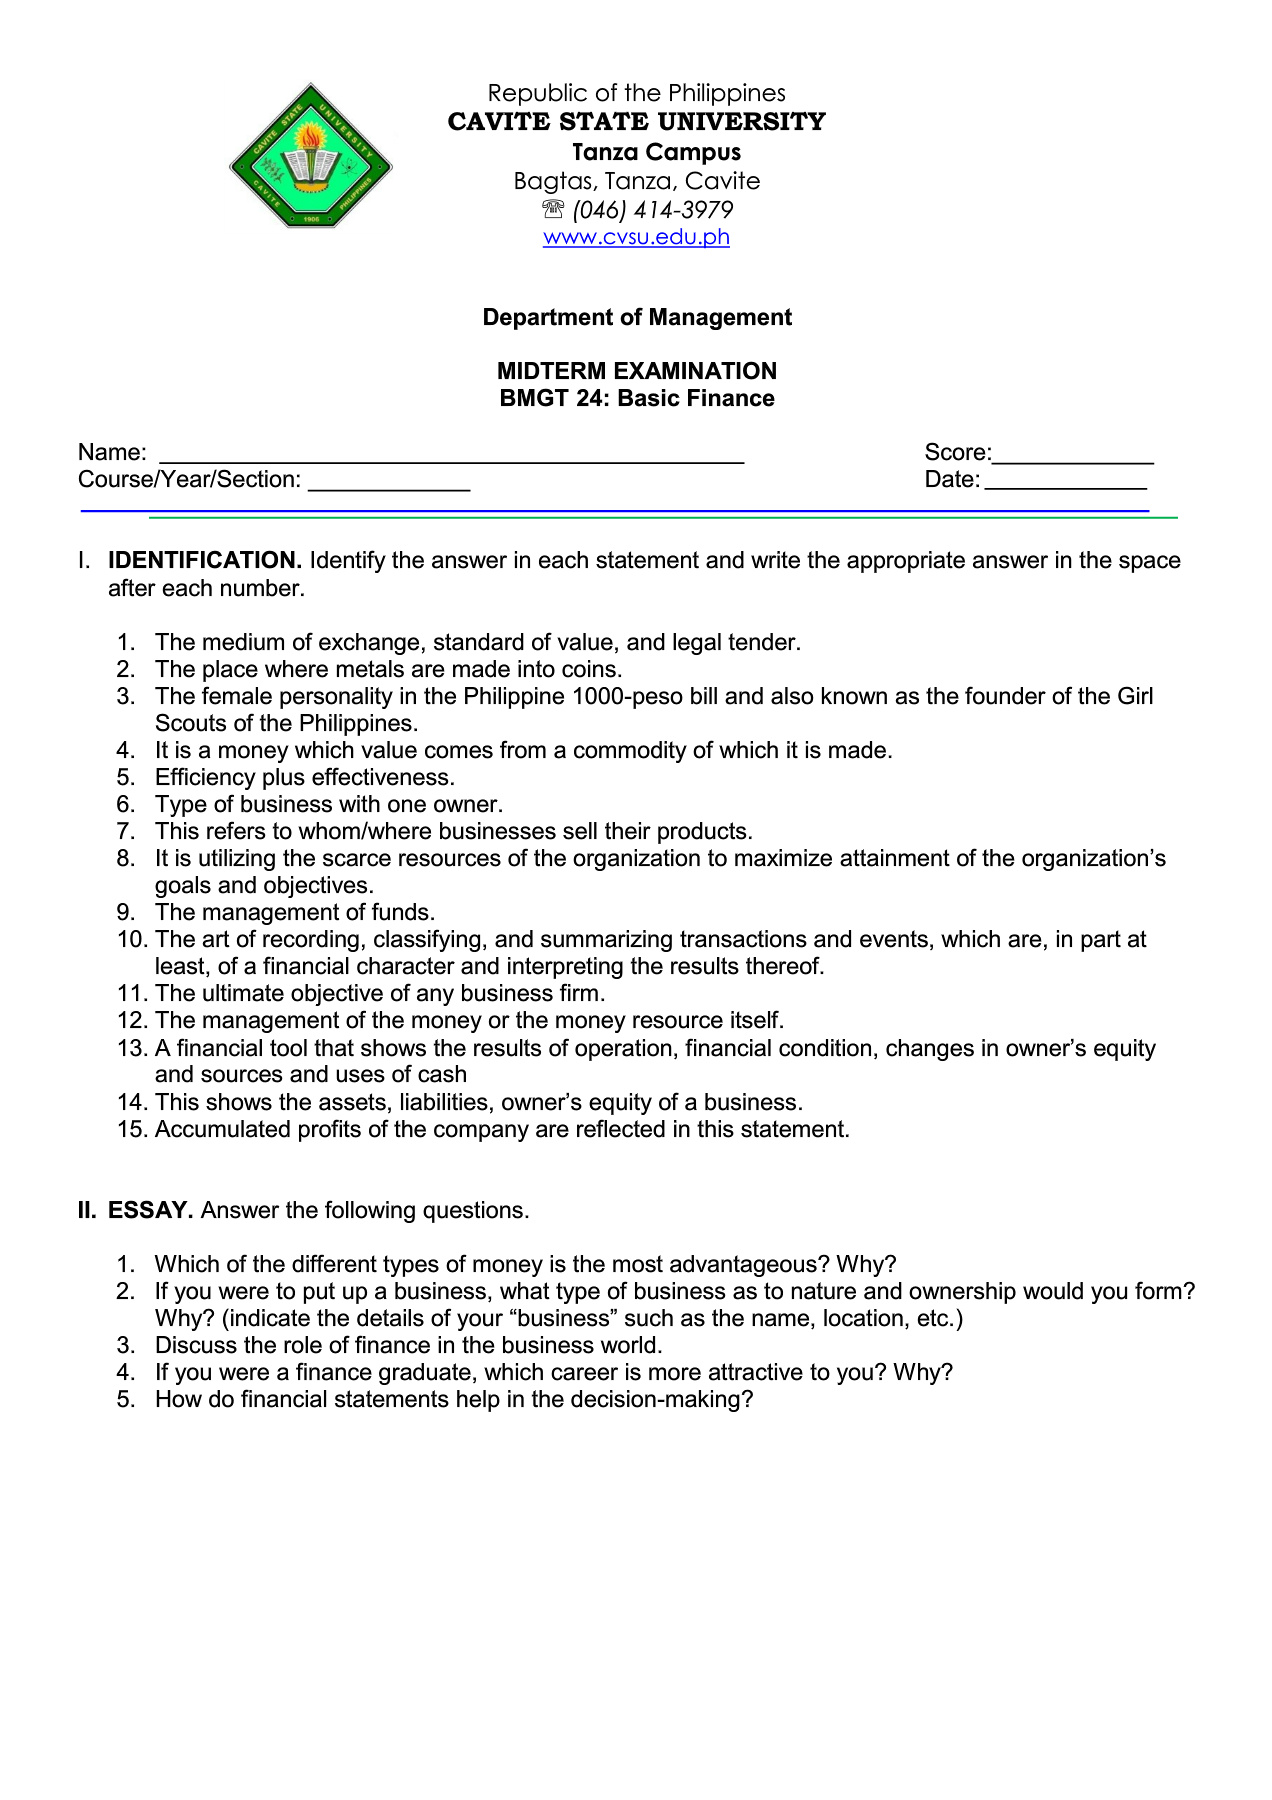 Republic of the Philippines
CAVITE STATE UNIVERSITY
Tanza Campus
Bagtas, Tanza, Cavite
☏ (046) 414-3979
www.cvsu.edu.ph
CAVITE STATE UNIVERSITY
CAVITE PHILIPPINES
1906
Department of Management
MIDTERM EXAMINATION
BMGT 24: Basic Finance
Name: ____________________ Score:____________
Course/Year/Section: ____________ Date: ____________
I. IDENTIFICATION. Identify the answer in each statement and write the appropriate answer in the space
after each number.
1. The medium of exchange, standard of value, and legal tender.
2. The place where metals are made into coins.
3. The female personality in the Philippine 1000-peso bill and also known as the founder of the Girl
Scouts of the Philippines.
4. It is a money which value comes from a commodity of which it is made.
5. Efficiency plus effectiveness.
6. Type of business with one owner.
7. This refers to whom/where businesses sell their products.
8. It is utilizing the scarce resources of the organization to maximize attainment of the organization’s
goals and objectives.
9. The management of funds.
10. The art of recording, classifying, and summarizing transactions and events, which are, in part at
least, of a financial character and interpreting the results thereof.
11. The ultimate objective of any business firm.
12. The management of the money or the money resource itself.
13. A financial tool that shows the results of operation, financial condition, changes in owner’s equity
and sources and uses of cash
14. This shows the assets, liabilities, owner’s equity of a business.
15. Accumulated profits of the company are reflected in this statement.
II. ESSAY. Answer the following questions.
1. Which of the different types of money is the most advantageous? Why?
2. If you were to put up a business, what type of business as to nature and ownership would you form?
Why? (indicate the details of your “business” such as the name, location, etc.)
3. Discuss the role of finance in the business world.
4. If you were a finance graduate, which career is more attractive to you? Why?
5. How do financial statements help in the decision-making?